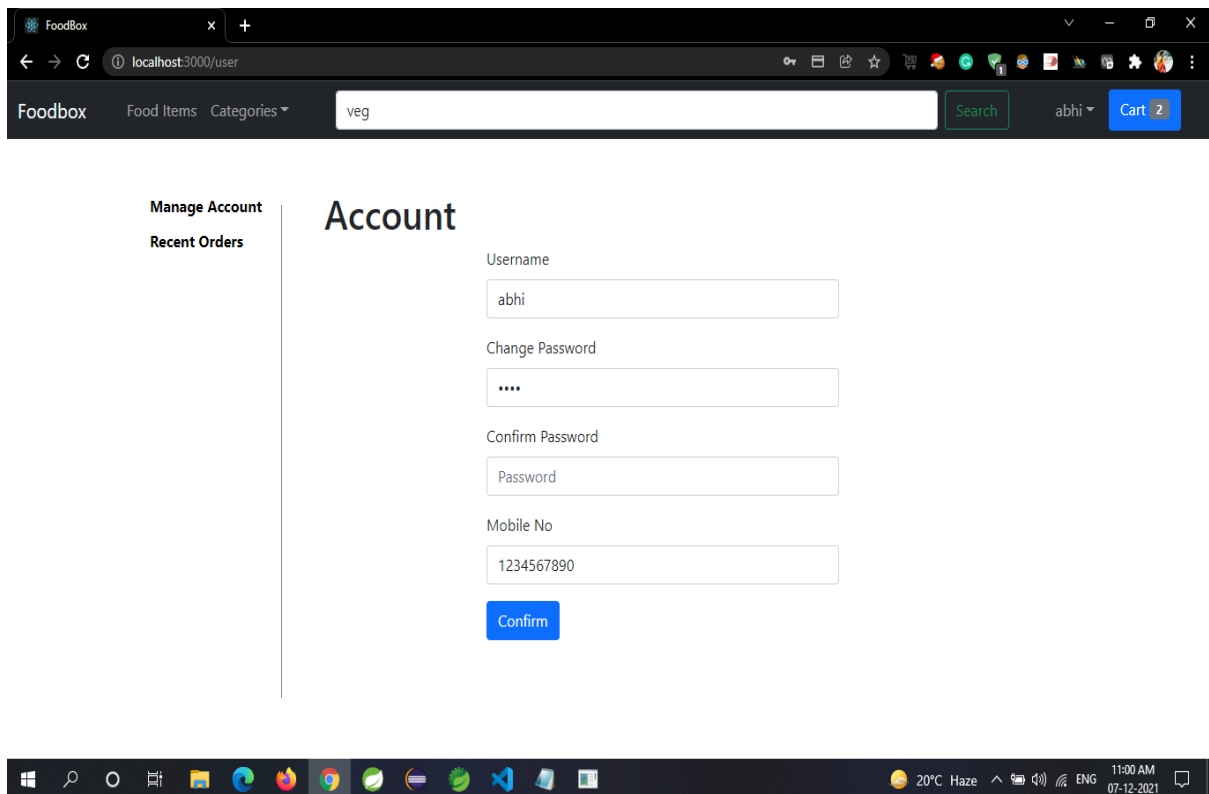 FoodBox
localhost:3000/user
1
Foodbox Food Items Categories veg Search abhi Cart 2
Manage Account
Recent Orders
Account
Username
abhi
Change Password
••••
Confirm Password
Password
Mobile No
1234567890
Confirm
20°C Haze ENG 11:00 AM
07-12-2021